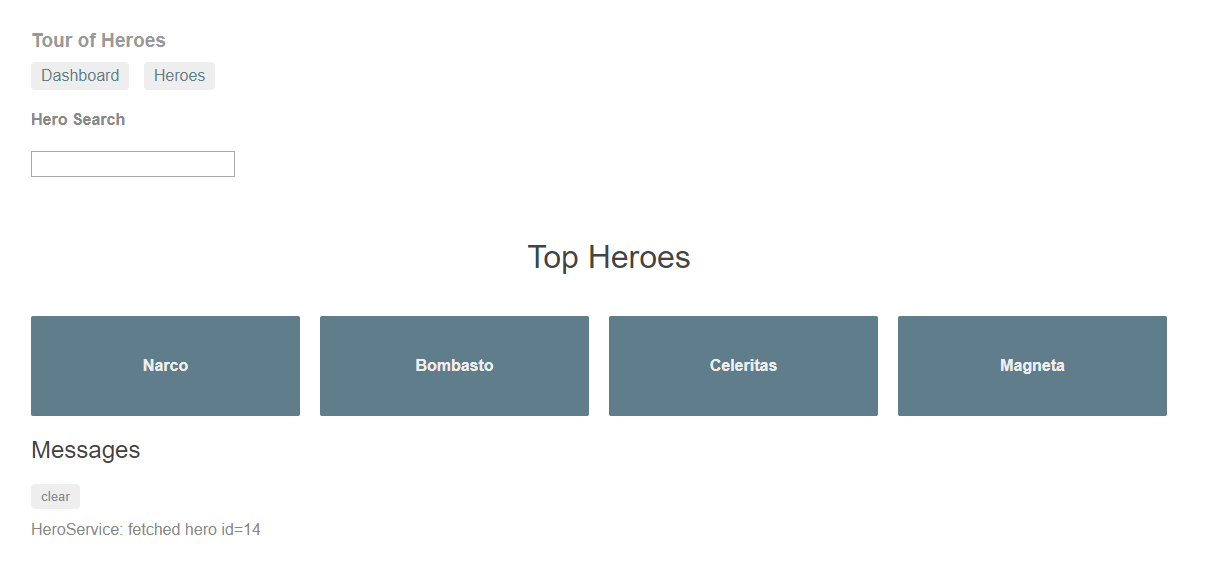 Tour of Heroes
Dashboard Heroes
Hero Search
Top Heroes
Narco Bombasto Celeritas Magneta
Messages
clear
HeroService: fetched hero id=14